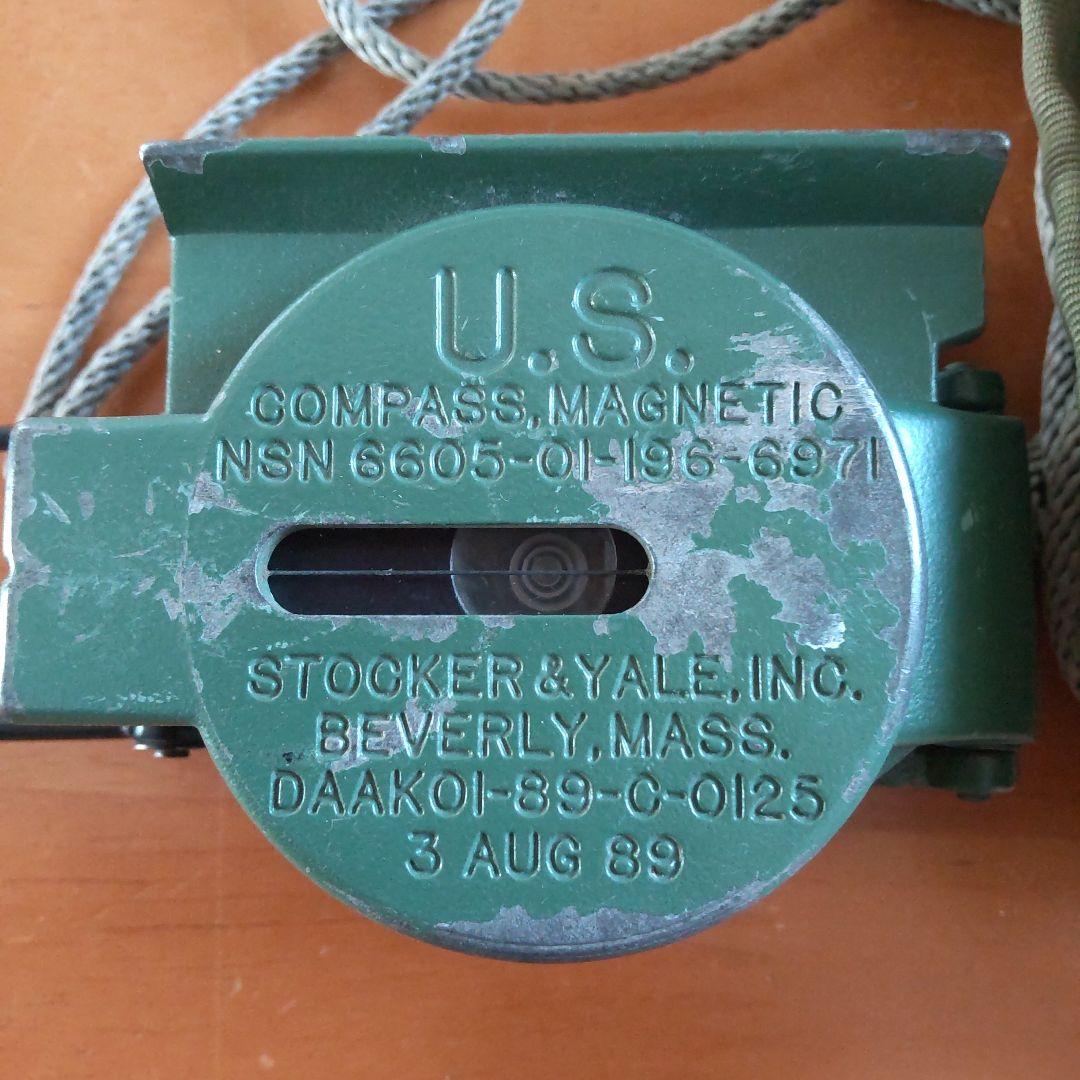 U.S.
COMPASS, MAGNETIC
NSN 6605-01-196-6971
STOCKER & YALE, INC.
BEVERLY, MASS.
DAAK01-89-C-0125
3 AUG 89